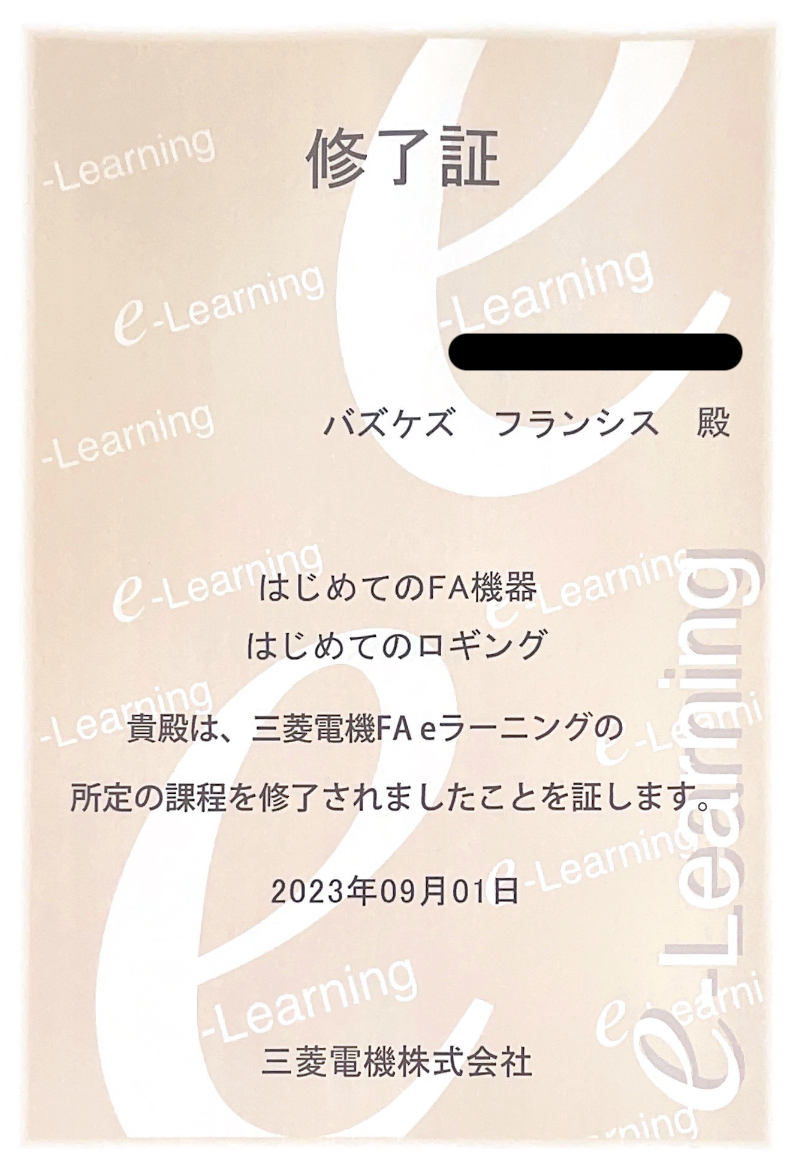 修了証
バズケズ　フランシス　殿
はじめてのFA機器
はじめてのロギング
貴殿は、三菱電機FA eラーニングの
所定の課程を修了されましたことを証します。
2023年09月01日
三菱電機株式会社
-Learning
e-Learning
-Learning
-Learning
e-Learning
e-Learning
-Learning
e-Learni
e-Learning
-Learning
e-Learni
rning
e-Learning